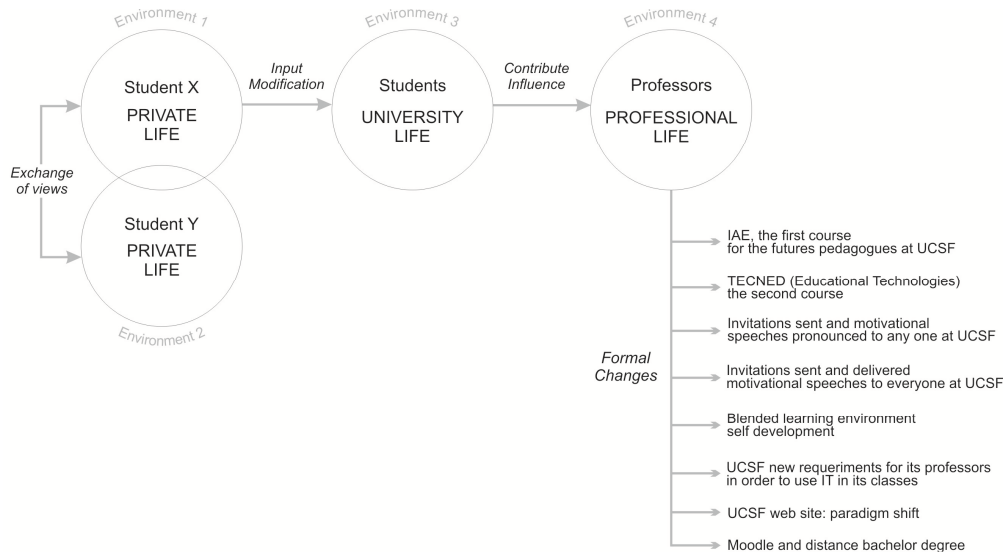 Environment 1
Student X
PRIVATE
LIFE
Exchange
of views
Student Y
PRIVATE
LIFE
Environment 2
Input
Modification
Environment 3
Students
UNIVERSITY
LIFE
Contribute
Influence
Environment 4
Professors
PROFESSIONAL
LIFE
Formal
Changes
IAE, the first course
for the futures pedagogues at UCSF
TECNED (Educational Technologies)
the second course
Invitations sent and motivational
speeches pronounced to any one at UCSF
Invitations sent and delivered
motivational speeches to everyone at UCSF
Blended learning environment
self development
UCSF new requeriments for its professors
in order to use IT in its classes
UCSF web site: paradigm shift
Moodle and distance bachelor degree